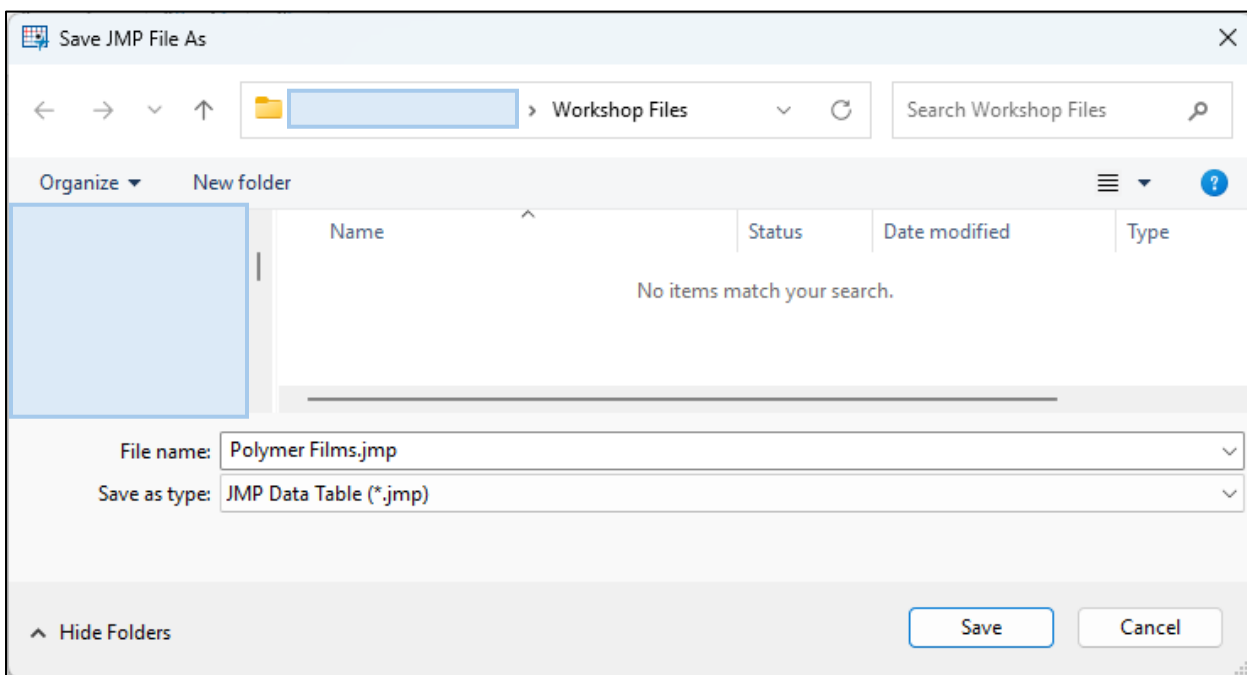 Save JMP File As
Workshop Files
Search Workshop Files
Organize
New folder
?
Name
Status
Date modified
Type
No items match your search.
File name: Polymer Films.jmp
Save as type: JMP Data Table (*.jmp)
Hide Folders
Save
Cancel